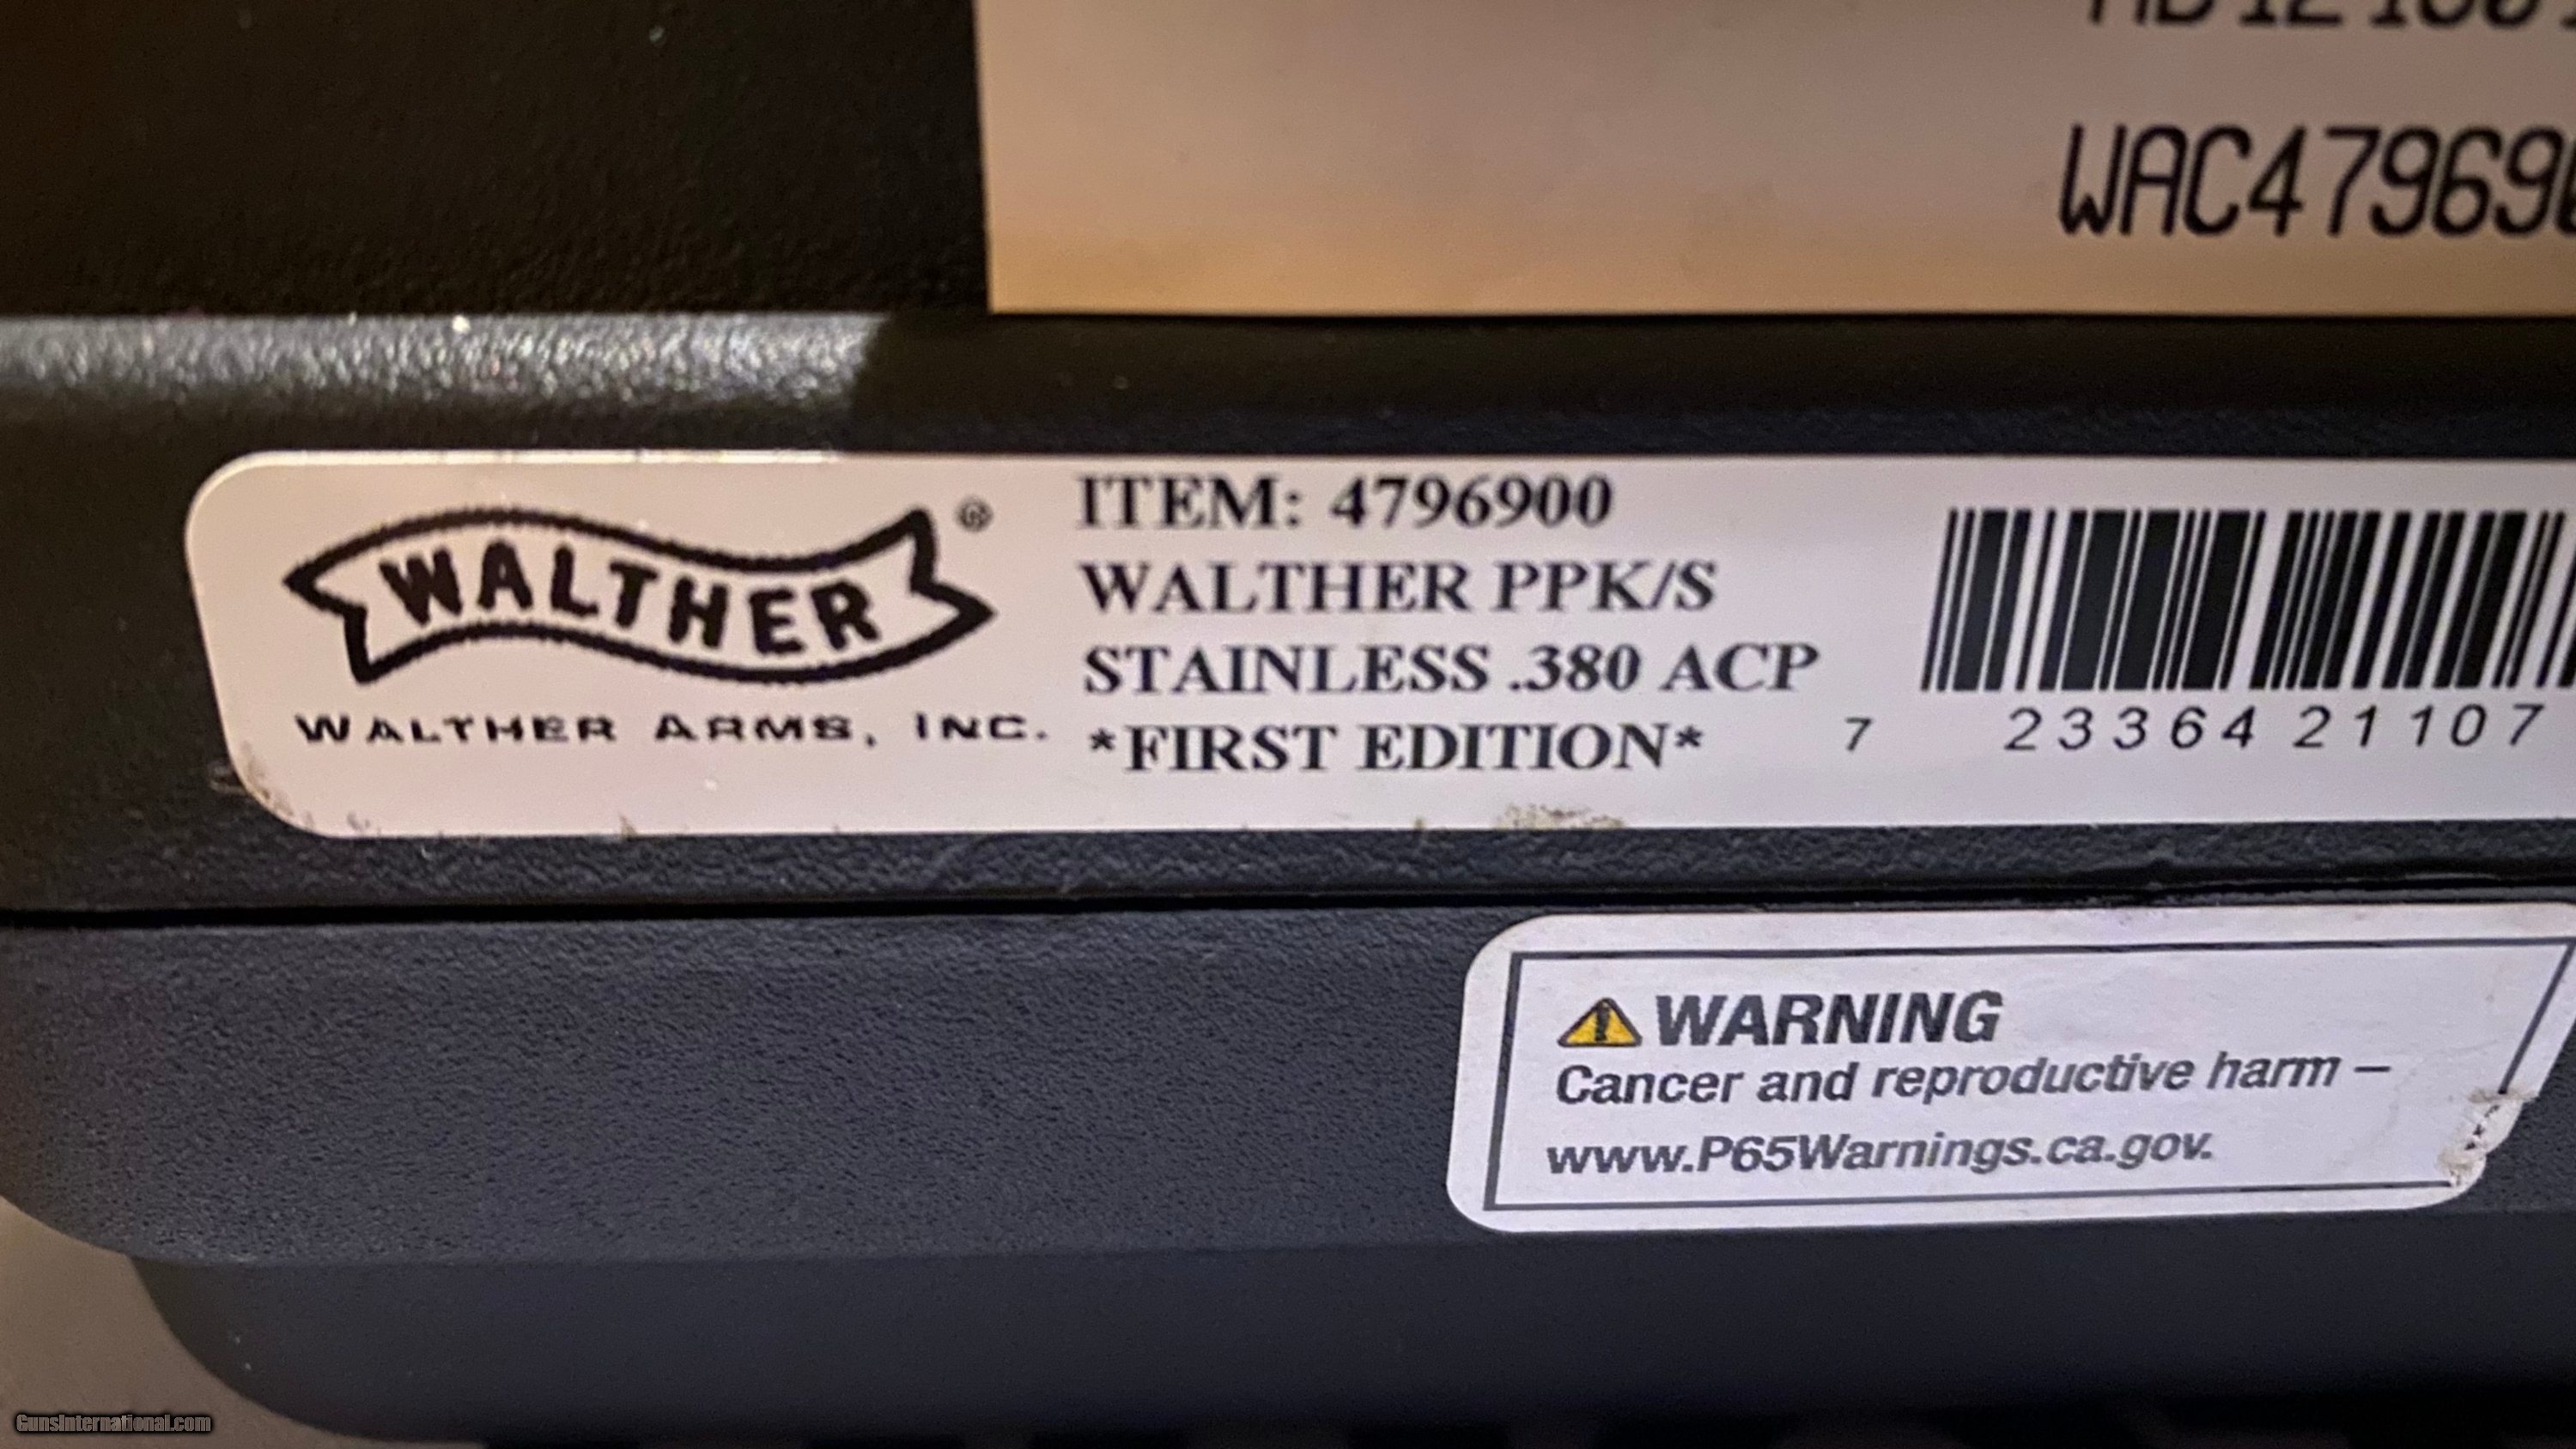 WAC47969
WALTHER ®
WALTHER ARMS, INC.
ITEM: 4796900
WALTHER PPK/S
STAINLESS .380 ACP
*FIRST EDITION*
7 23364 21107
⚠WARNING
Cancer and reproductive harm –
www.P65Warnings.ca.gov.
GunsInternational.com